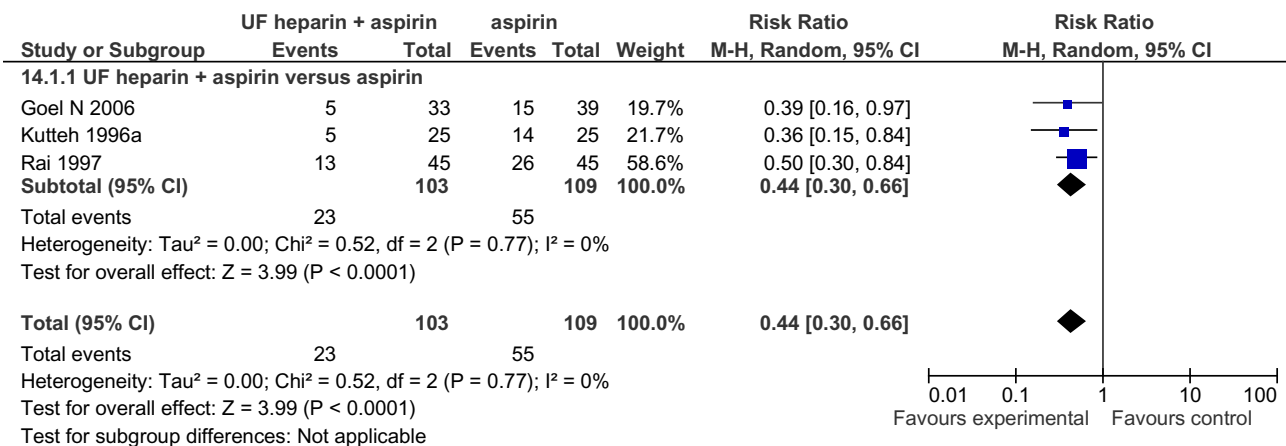 UF heparin + aspirin aspirin Risk Ratio Risk Ratio
Study or Subgroup Events Total Events Total Weight M-H, Random, 95% CI M-H, Random, 95% CI
14.1.1 UF heparin + aspirin versus aspirin
Goel N 2006 5 33 15 39 19.7% 0.39 [0.16, 0.97]
Kutteh 1996a 5 25 14 25 21.7% 0.36 [0.15, 0.84]
Rai 1997 13 45 26 45 58.6% 0.50 [0.30, 0.84]
Subtotal (95% CI) 103 109 100.0% 0.44 [0.30, 0.66]
Total events 23 55
Heterogeneity: Tau² = 0.00; Chi² = 0.52, df = 2 (P = 0.77); I² = 0%
Test for overall effect: Z = 3.99 (P < 0.0001)
Total (95% CI) 103 109 100.0% 0.44 [0.30, 0.66]
Total events 23 55
Heterogeneity: Tau² = 0.00; Chi² = 0.52, df = 2 (P = 0.77); I² = 0%
Test for overall effect: Z = 3.99 (P < 0.0001)
Test for subgroup differences: Not applicable
0.01 0.1 1 10 100
Favours experimental Favours control